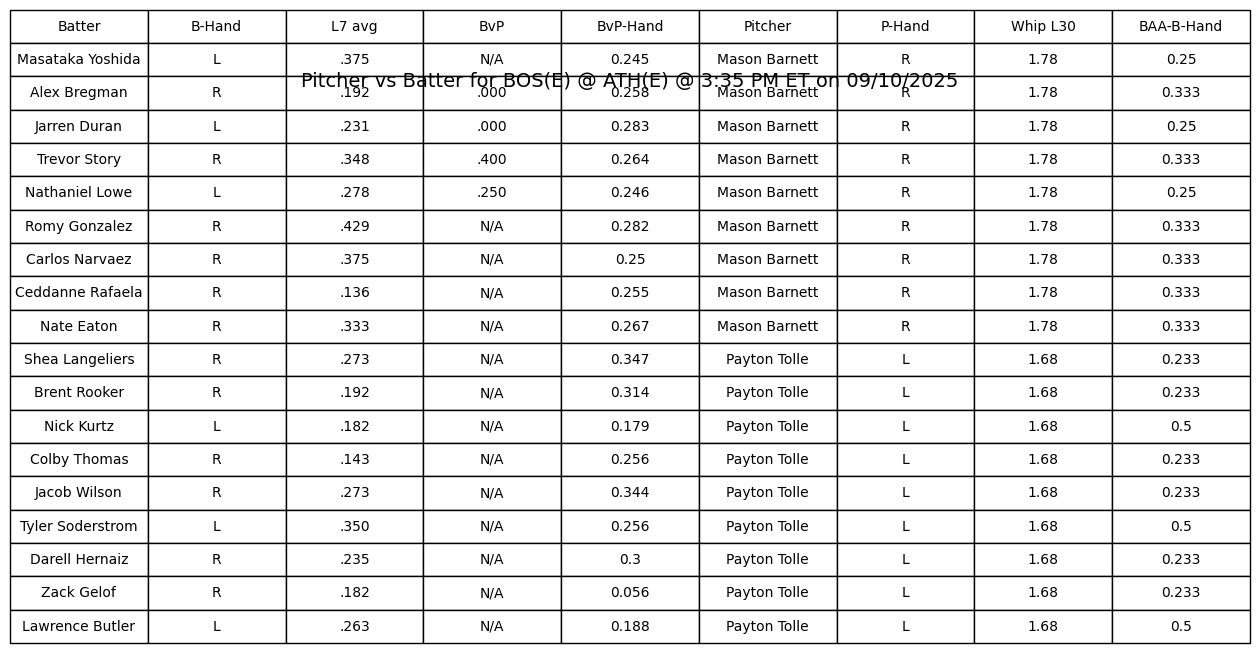 Batter B-Hand L7 avg BvP BvP-Hand Pitcher P-Hand Whip L30 BAA-B-Hand
Masataka Yoshida L .375 N/A 0.245 Mason Barnett R 1.78 0.25
Pitcher vs Batter for BOS(E) @ ATH(E) @ 3:35 PM ET on 09/10/2025
Alex Bregman R .192 .000 0.258 Mason Barnett R 1.78 0.333
Jarren Duran L .231 .000 0.283 Mason Barnett R 1.78 0.25
Trevor Story R .348 .400 0.264 Mason Barnett R 1.78 0.333
Nathaniel Lowe L .278 .250 0.246 Mason Barnett R 1.78 0.25
Romy Gonzalez R .429 N/A 0.282 Mason Barnett R 1.78 0.333
Carlos Narvaez R .375 N/A 0.25 Mason Barnett R 1.78 0.333
Ceddanne Rafaela R .136 N/A 0.255 Mason Barnett R 1.78 0.333
Nate Eaton R .333 N/A 0.267 Mason Barnett R 1.78 0.333
Shea Langeliers R .273 N/A 0.347 Payton Tolle L 1.68 0.233
Brent Rooker R .192 N/A 0.314 Payton Tolle L 1.68 0.233
Nick Kurtz L .182 N/A 0.179 Payton Tolle L 1.68 0.5
Colby Thomas R .143 N/A 0.256 Payton Tolle L 1.68 0.233
Jacob Wilson R .273 N/A 0.344 Payton Tolle L 1.68 0.233
Tyler Soderstrom L .350 N/A 0.256 Payton Tolle L 1.68 0.5
Darell Hernaiz R .235 N/A 0.3 Payton Tolle L 1.68 0.233
Zack Gelof R .182 N/A 0.056 Payton Tolle L 1.68 0.233
Lawrence Butler L .263 N/A 0.188 Payton Tolle L 1.68 0.5